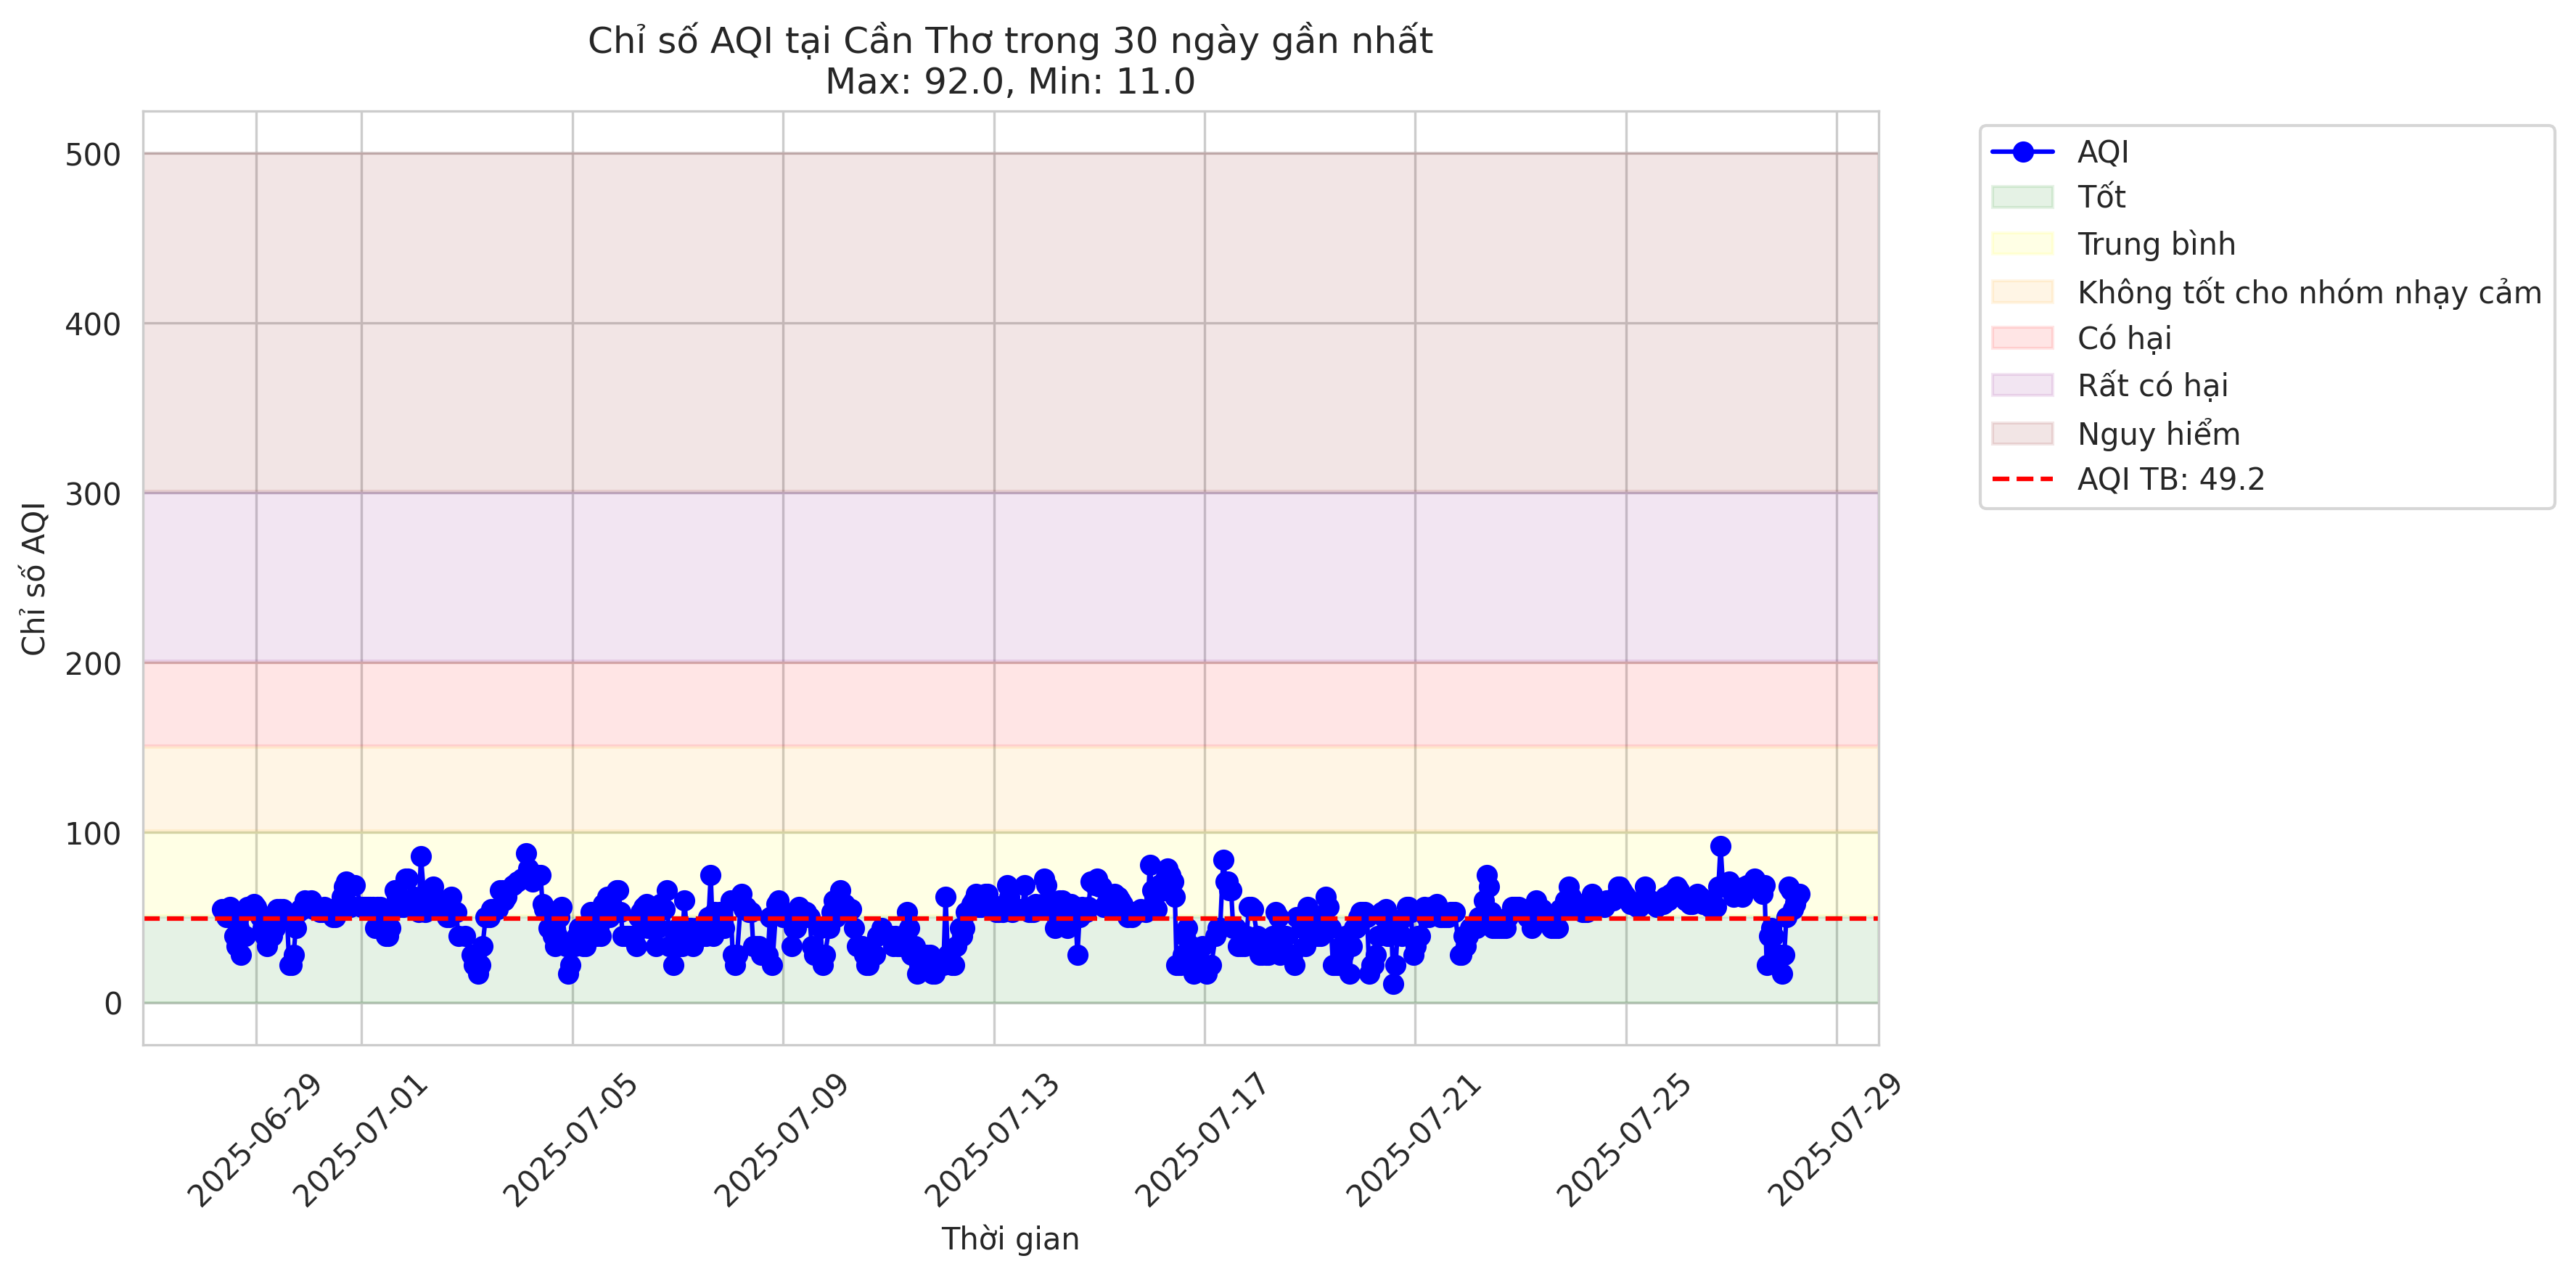 Chỉ số AQI tại Cần Thơ trong 30 ngày gần nhất
Max: 92.0, Min: 11.0
Chỉ số AQI
500
400
300
200
100
0
2025-06-29
2025-07-01
2025-07-05
2025-07-09
2025-07-13
2025-07-17
2025-07-21
2025-07-25
2025-07-29
Thời gian
AQI
Tốt
Trung bình
Không tốt cho nhóm nhạy cảm
Có hại
Rất có hại
Nguy hiểm
AQI TB: 49.2